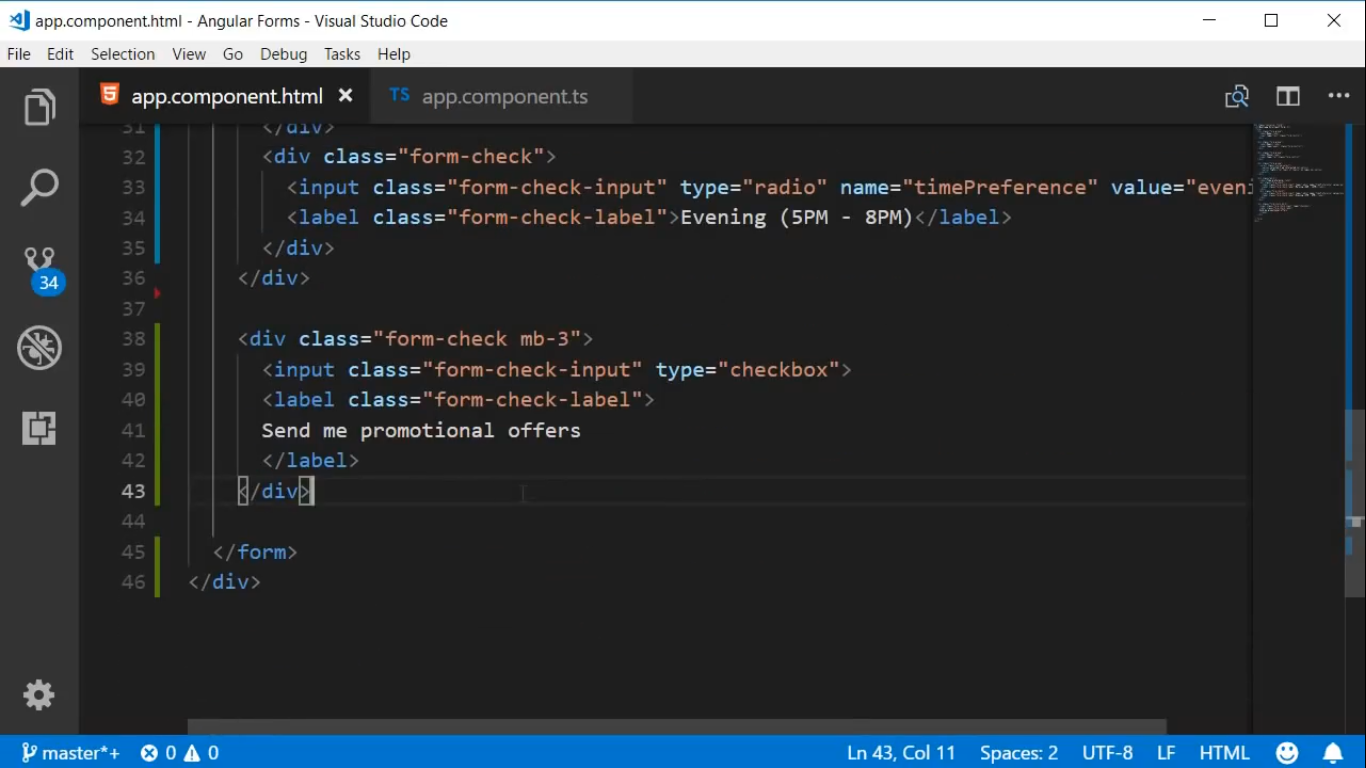 app.component.html - Angular Forms - Visual Studio Code
File Edit Selection View Go Debug Tasks Help
app.component.html
TS app.component.ts
31 </div>
32 <div class="form-check">
33 <input class="form-check-input" type="radio" name="timePreference" value="eveni
34 <label class="form-check-label">Evening (5PM - 8PM)</label>
35 </div>
36 </div>
37
38 <div class="form-check mb-3">
39 <input class="form-check-input" type="checkbox">
40 <label class="form-check-label">
41 Send me promotional offers
42 </label>
43 </div>
44
45 </form>
46 </div>
34
master*+ 0 0 Ln 43, Col 11 Spaces: 2 UTF-8 LF HTML